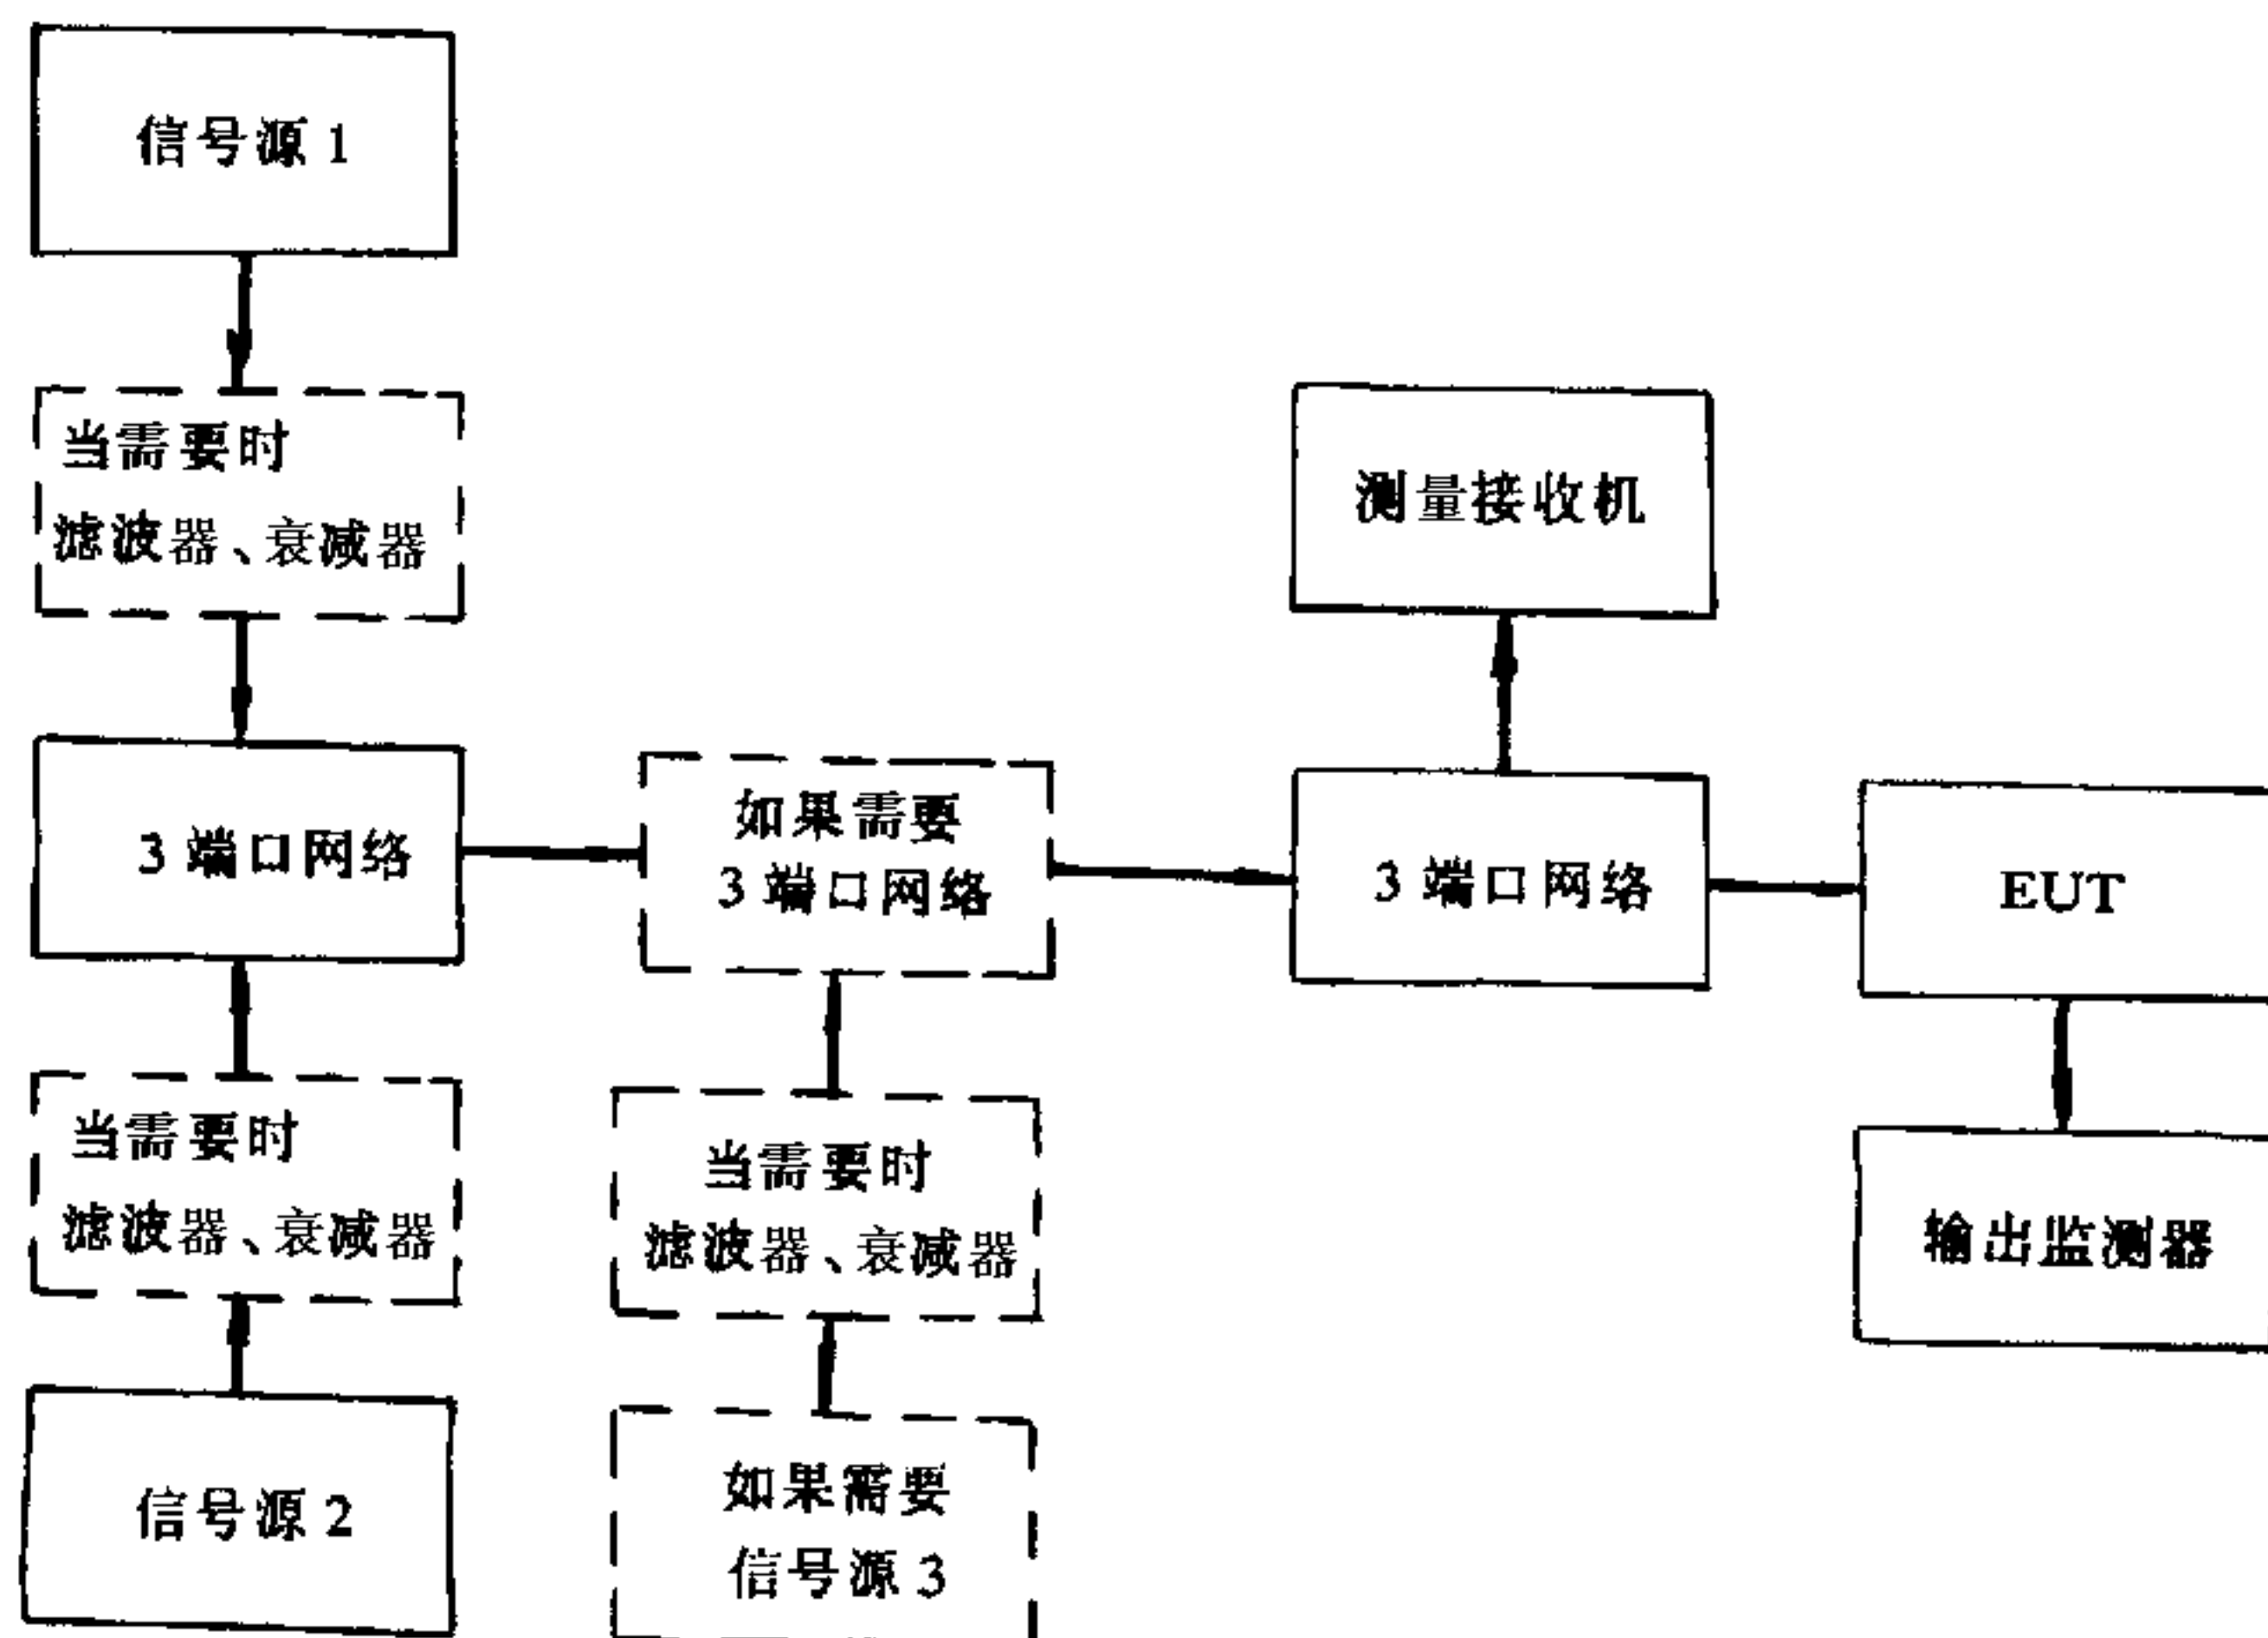 信号源 1
当需要时
滤波器、衰减器
3 端口网络
当需要时
滤波器、衰减器
信号源 2
如果需要
3 端口网络
当需要时
滤波器、衰减器
如果需要
信号源 3
测量接收机
3 端口网络
EUT
输出监测器